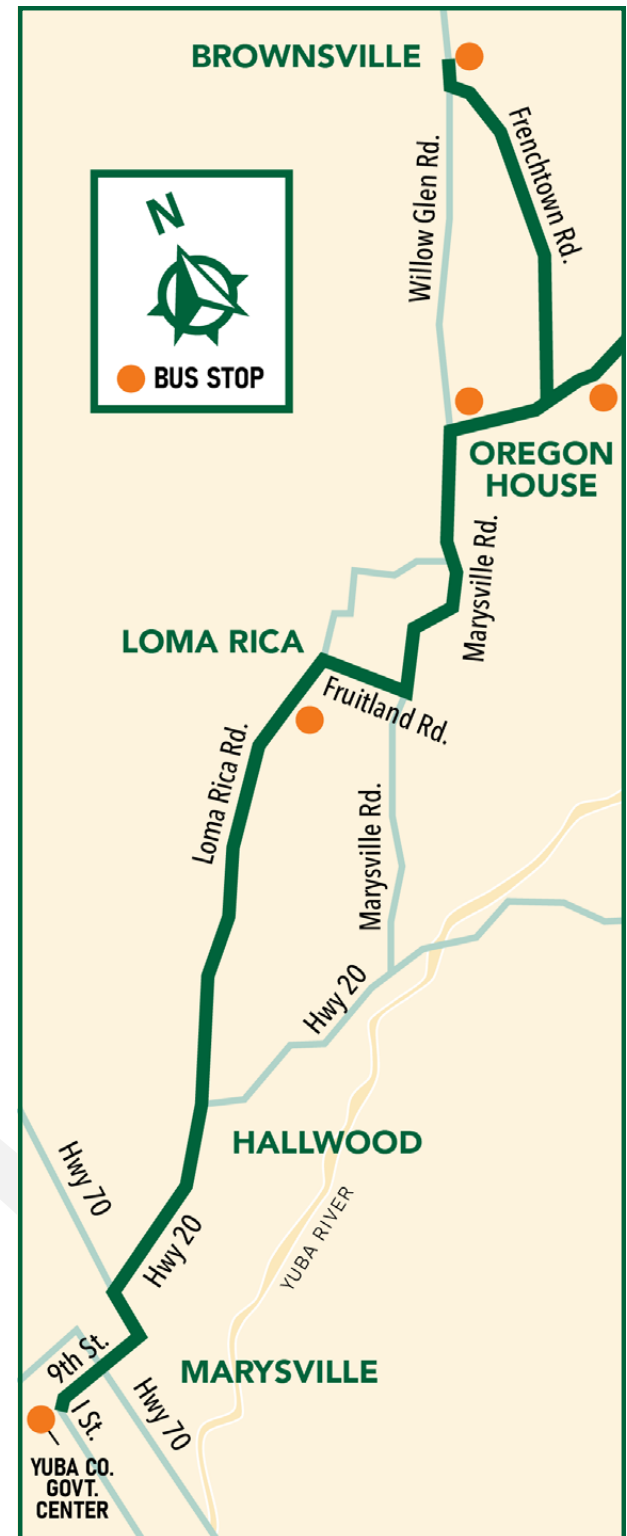 BROWNSVILLE
Frenchtown Rd.
Willow Glen Rd.
N
BUS STOP
OREGON
HOUSE
Marysville Rd.
LOMA RICA
Fruitland Rd.
Loma Rica Rd.
Marysville Rd.
Hwy 20
HALLWOOD
Hwy 70
YUBA RIVER
Hwy 20
9th St.
MARYSVILLE
Hwy 70
I St.
YUBA CO.
GOVT.
CENTER